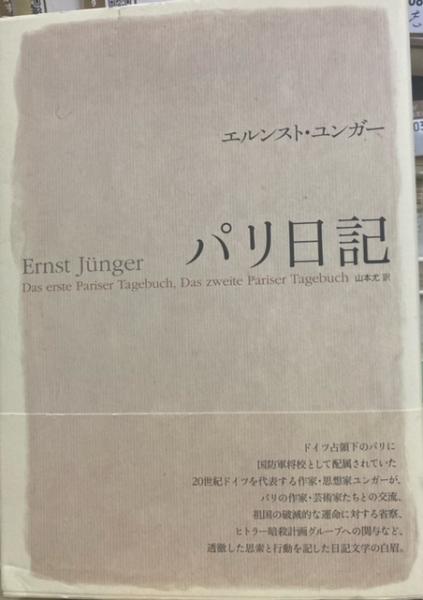 エルンスト・ユンガー
パリ日記
Ernst Jünger
Das erste Pariser Tagebuch, Das zweite Pariser Tagebuch 山本尤 訳
ドイツ占領下のパリに
国防軍将校として配属されていた
20世紀ドイツを代表する作家・思想家ユンガーが、
パリの作家・芸術家たちとの交流、
祖国の破滅的な運命に対する省察、
ヒトラー暗殺計画グループへの関与など、
透徹した思索と行動を記した日記文学の白眉。